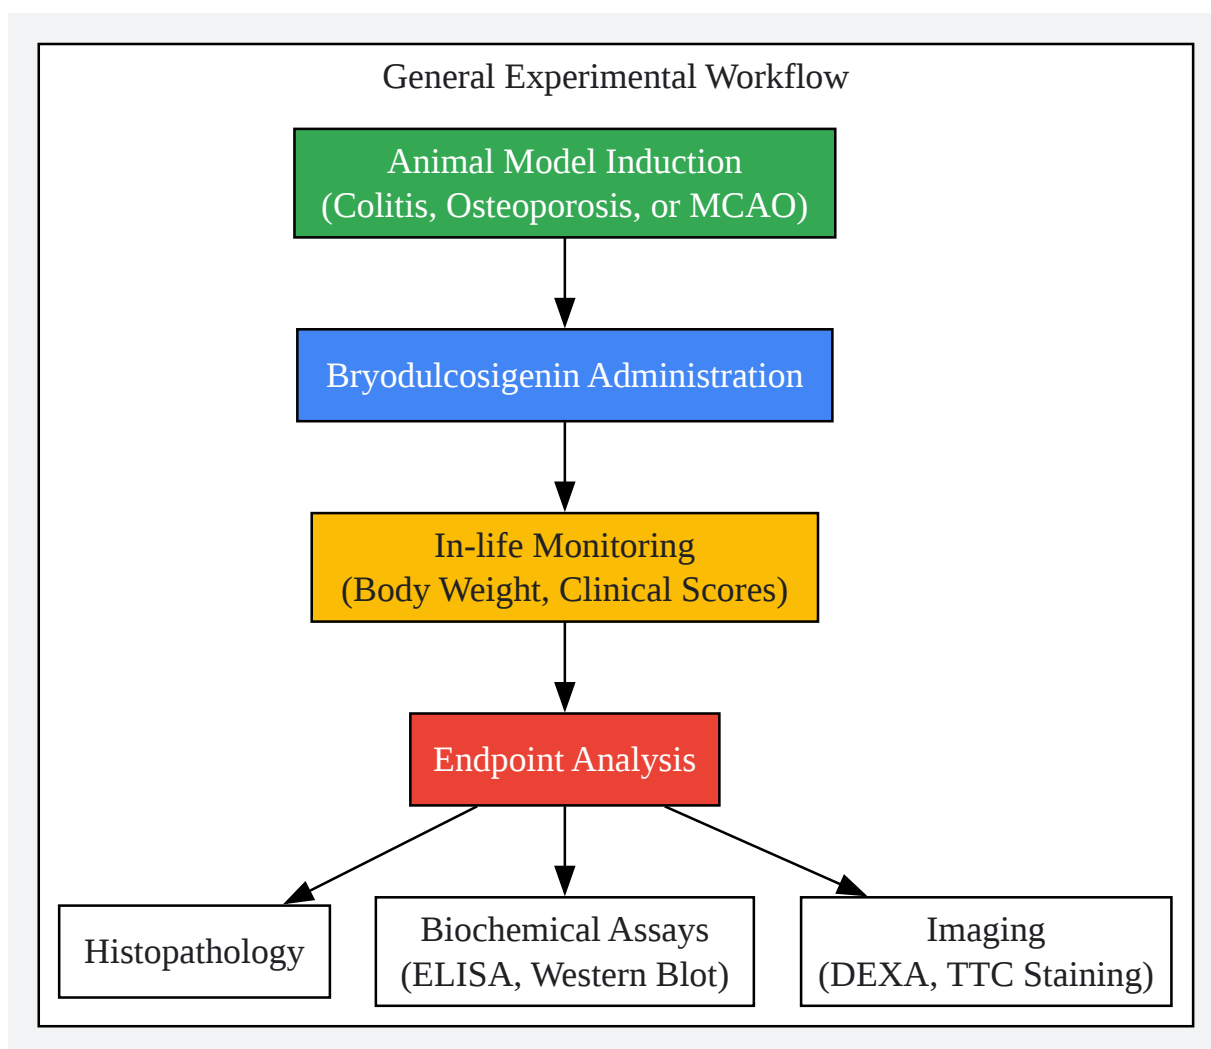 General Experimental Workflow
Animal Model Induction
(Colitis, Osteoporosis, or MCAO)
Bryodulcosigenin Administration
In-life Monitoring
(Body Weight, Clinical Scores)
Endpoint Analysis
Histopathology
Biochemical Assays
(ELISA, Western Blot)
Imaging
(DEXA, TTC Staining)